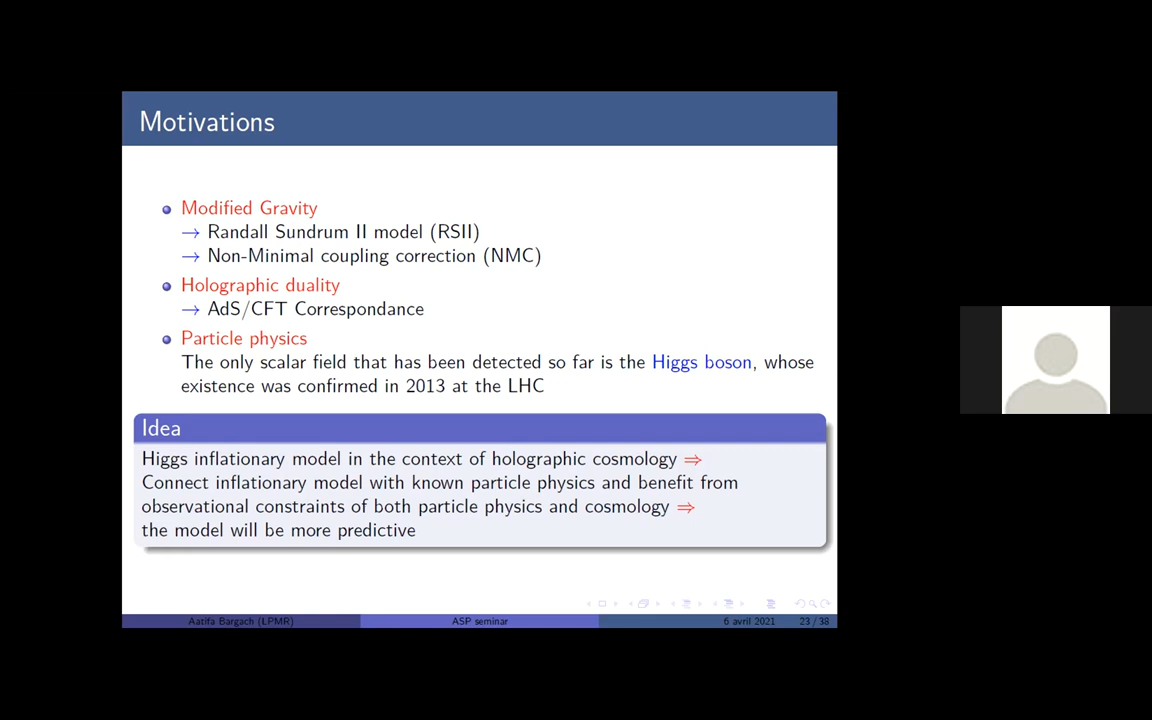 Motivations
Modified Gravity
→ Randall Sundrum II model (RSII)
→ Non-Minimal coupling correction (NMC)
Holographic duality
→ AdS/CFT Correspondance
Particle physics
The only scalar field that has been detected so far is the Higgs boson, whose
existence was confirmed in 2013 at the LHC
Idea
Higgs inflationary model in the context of holographic cosmology ⇒
Connect inflationary model with known particle physics and benefit from
observational constraints of both particle physics and cosmology ⇒
the model will be more predictive
Aatifa Bargach (LPMR) ASP seminar 6 avril 2021 23 / 38